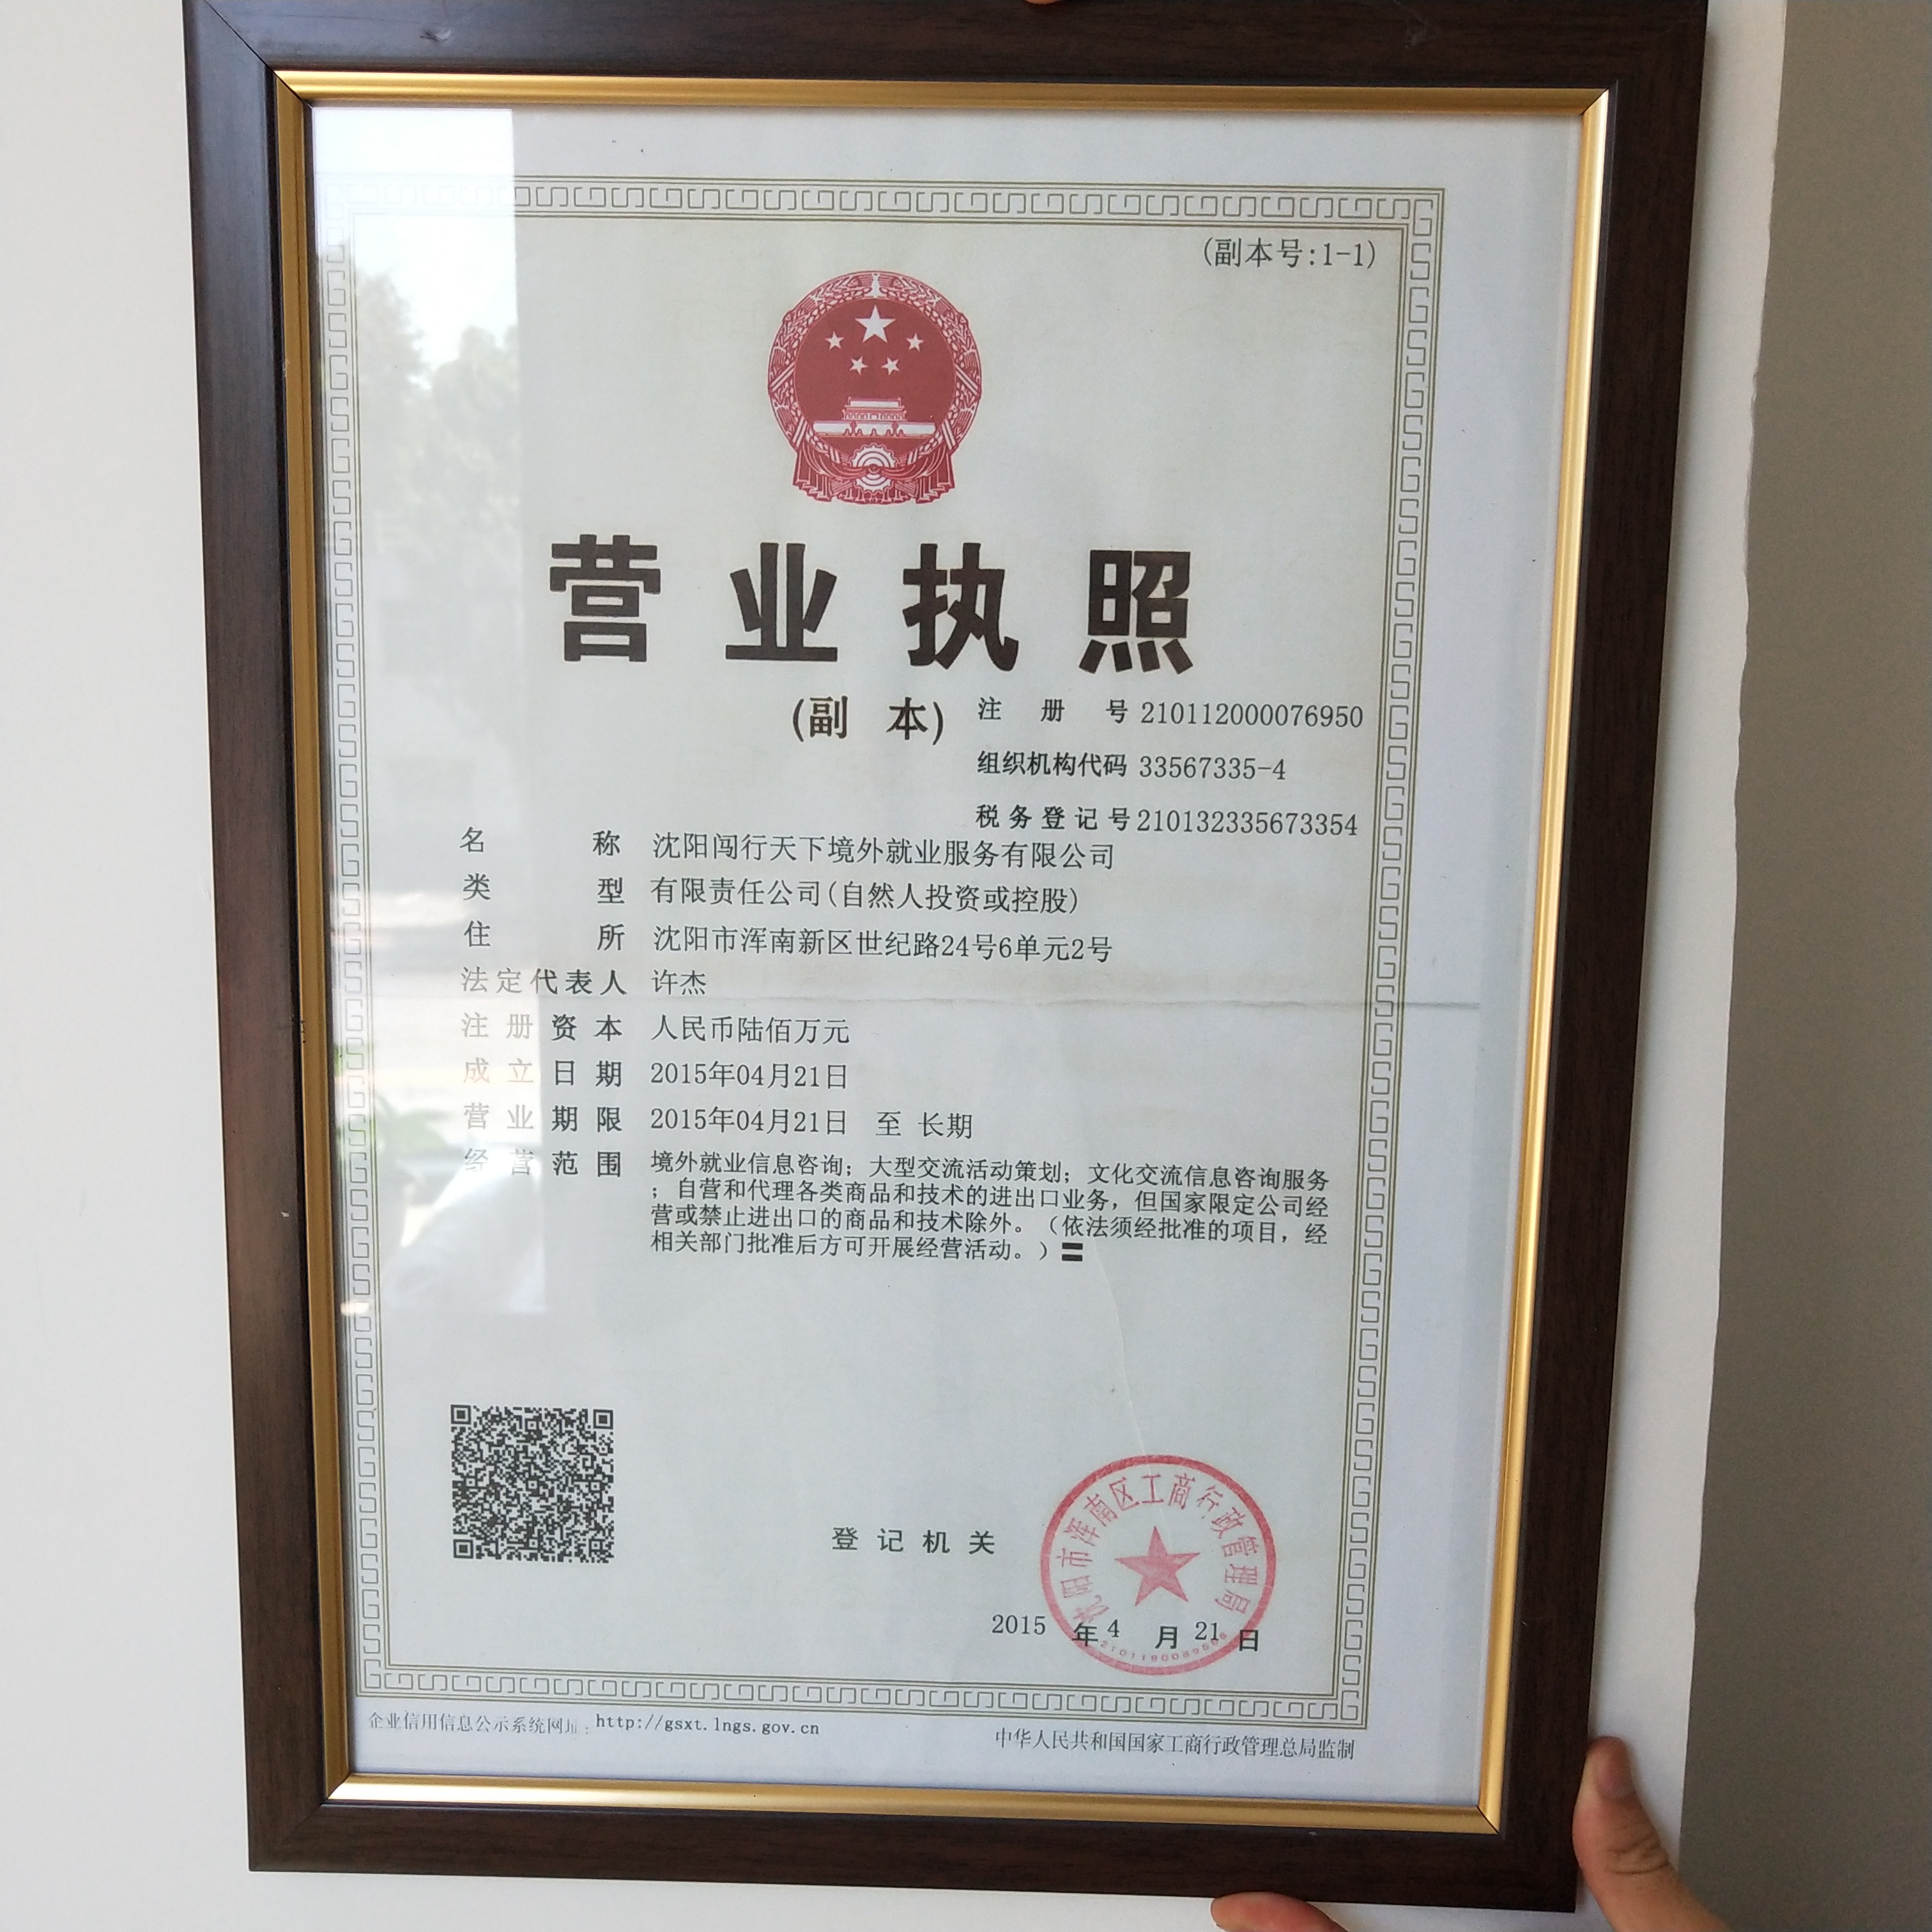 (副本号:1-1)
营业执照
(副 本)
注册号 210112000076950
组织机构代码 33567335-4
税务登记号 210132335673354
名称 沈阳闯行天下境外就业服务有限公司
类型 有限责任公司(自然人投资或控股)
住所 沈阳市浑南新区世纪路24号6单元2号
法定代表人 许杰
注册资本 人民币陆佰万元
成立日期 2015年04月21日
营业期限 2015年04月21日 至 长期
经营范围 境外就业信息咨询；大型交流活动策划；文化交流信息咨询服务
；自营和代理各类商品和技术的进出口业务，但国家限定公司经
营或禁止进出口的商品和技术除外。（依法须经批准的项目，经
相关部门批准后方可开展经营活动。）
登记机关
沈阳市浑南区工商行政管理局
2015 年 4 月 21 日
企业信用信息公示系统网址: http://gsxt.lngs.gov.cn
中华人民共和国国家工商行政管理总局监制